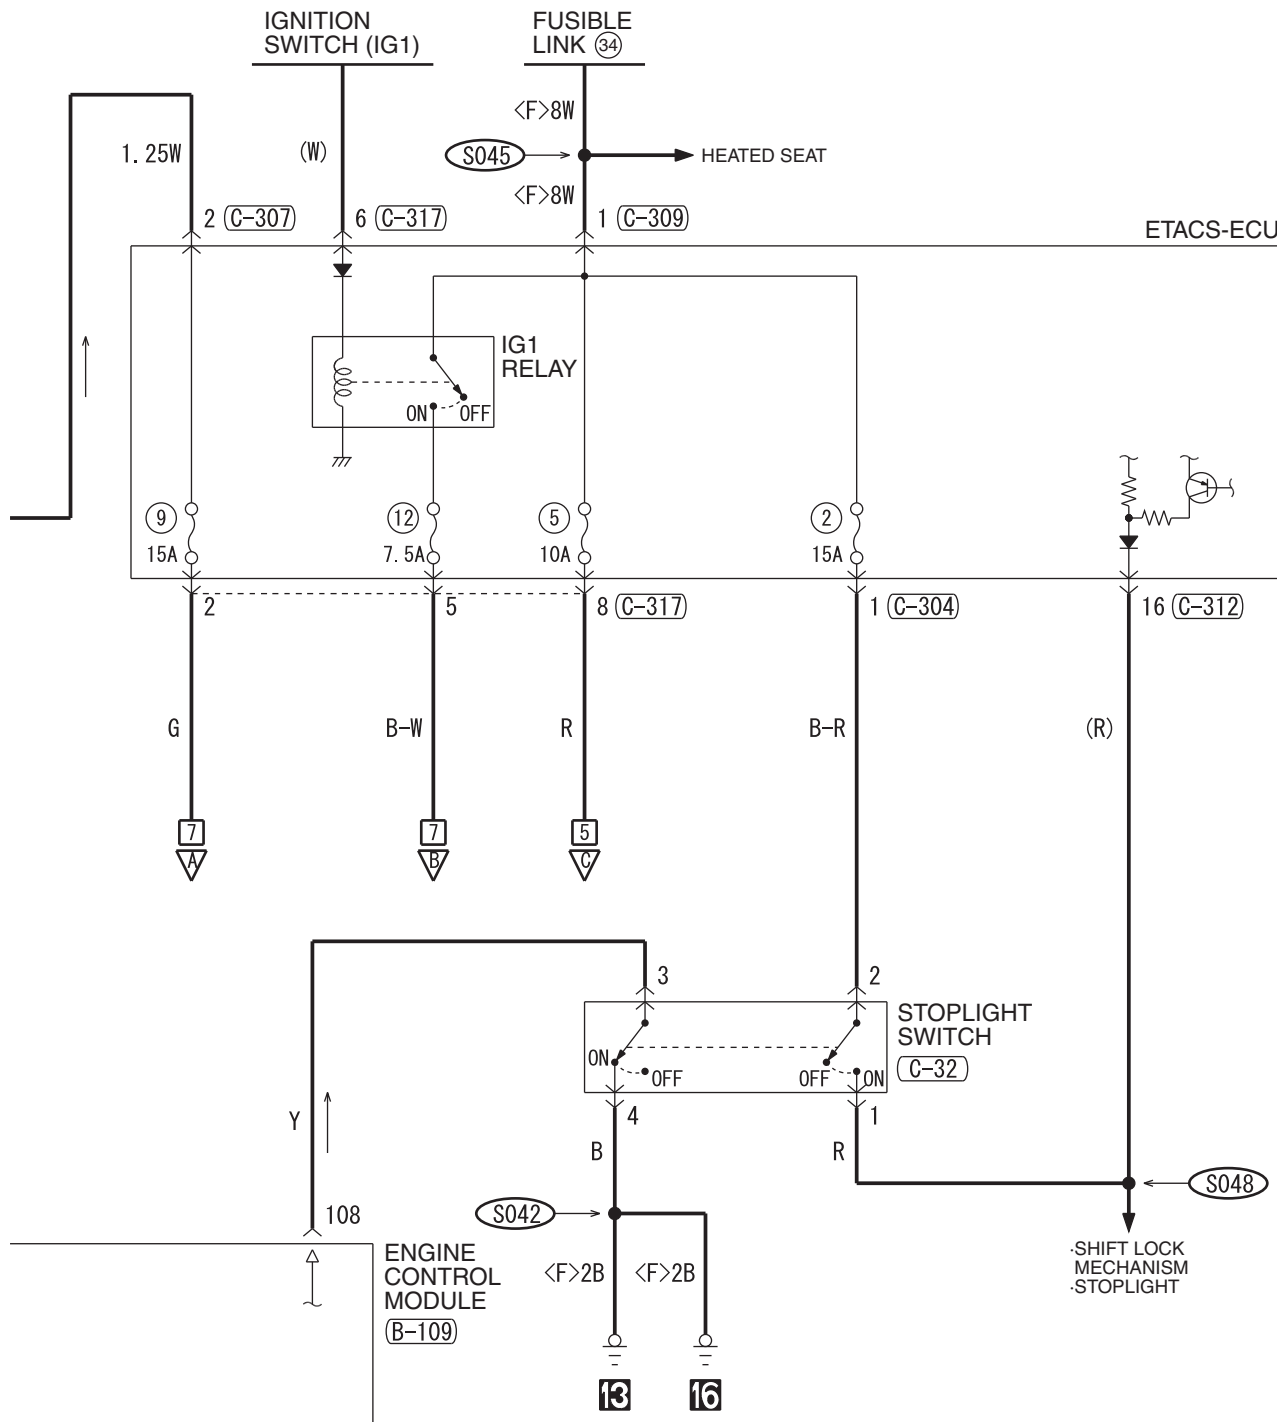 IGNITION
SWITCH (IG1)
FUSIBLE
LINK 34
<F>8W
1.25W
(W)
S045
HEATED SEAT
<F>8W
2 C-307
6 C-317
1 C-309
ETACS-ECU
IG1
RELAY
ON
OFF
9
15A
12
7.5A
5
10A
2
15A
2
5
8 C-317
1 C-304
16 C-312
G
B-W
R
B-R
(R)
7
A
7
B
5
C
3
2
STOPLIGHT
SWITCH
C-32
ON
OFF
OFF
ON
4
1
Y
B
R
S042
S048
108
ENGINE
CONTROL
MODULE
B-109
<F>2B
<F>2B
·SHIFT LOCK
MECHANISM
·STOPLIGHT
13
16